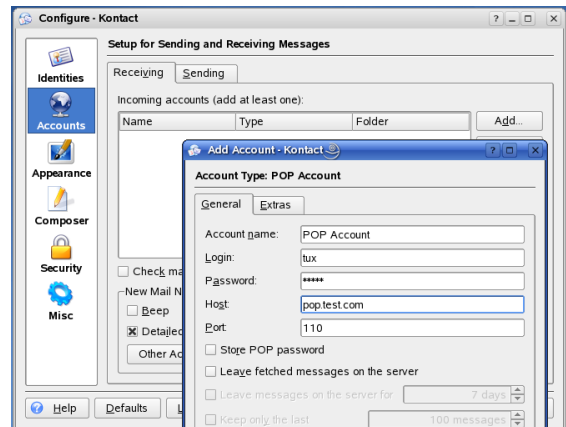 Configure - Kontact
Setup for Sending and Receiving Messages
Identities
Accounts
Appearance
Composer
Security
Misc
Receiving Sending
Incoming accounts (add at least one):
Name Type Folder
Add...
Check ma
New Mail N
Beep
Detailed
Other Ac
Help Defaults
Add Account - Kontact
Account Type: POP Account
General Extras
Account name: POP Account
Login: tux
Password: *****
Host: pop.test.com
Port: 110
Store POP password
Leave fetched messages on the server
Leave messages on the server for 7 days
Keep only the last 100 messages